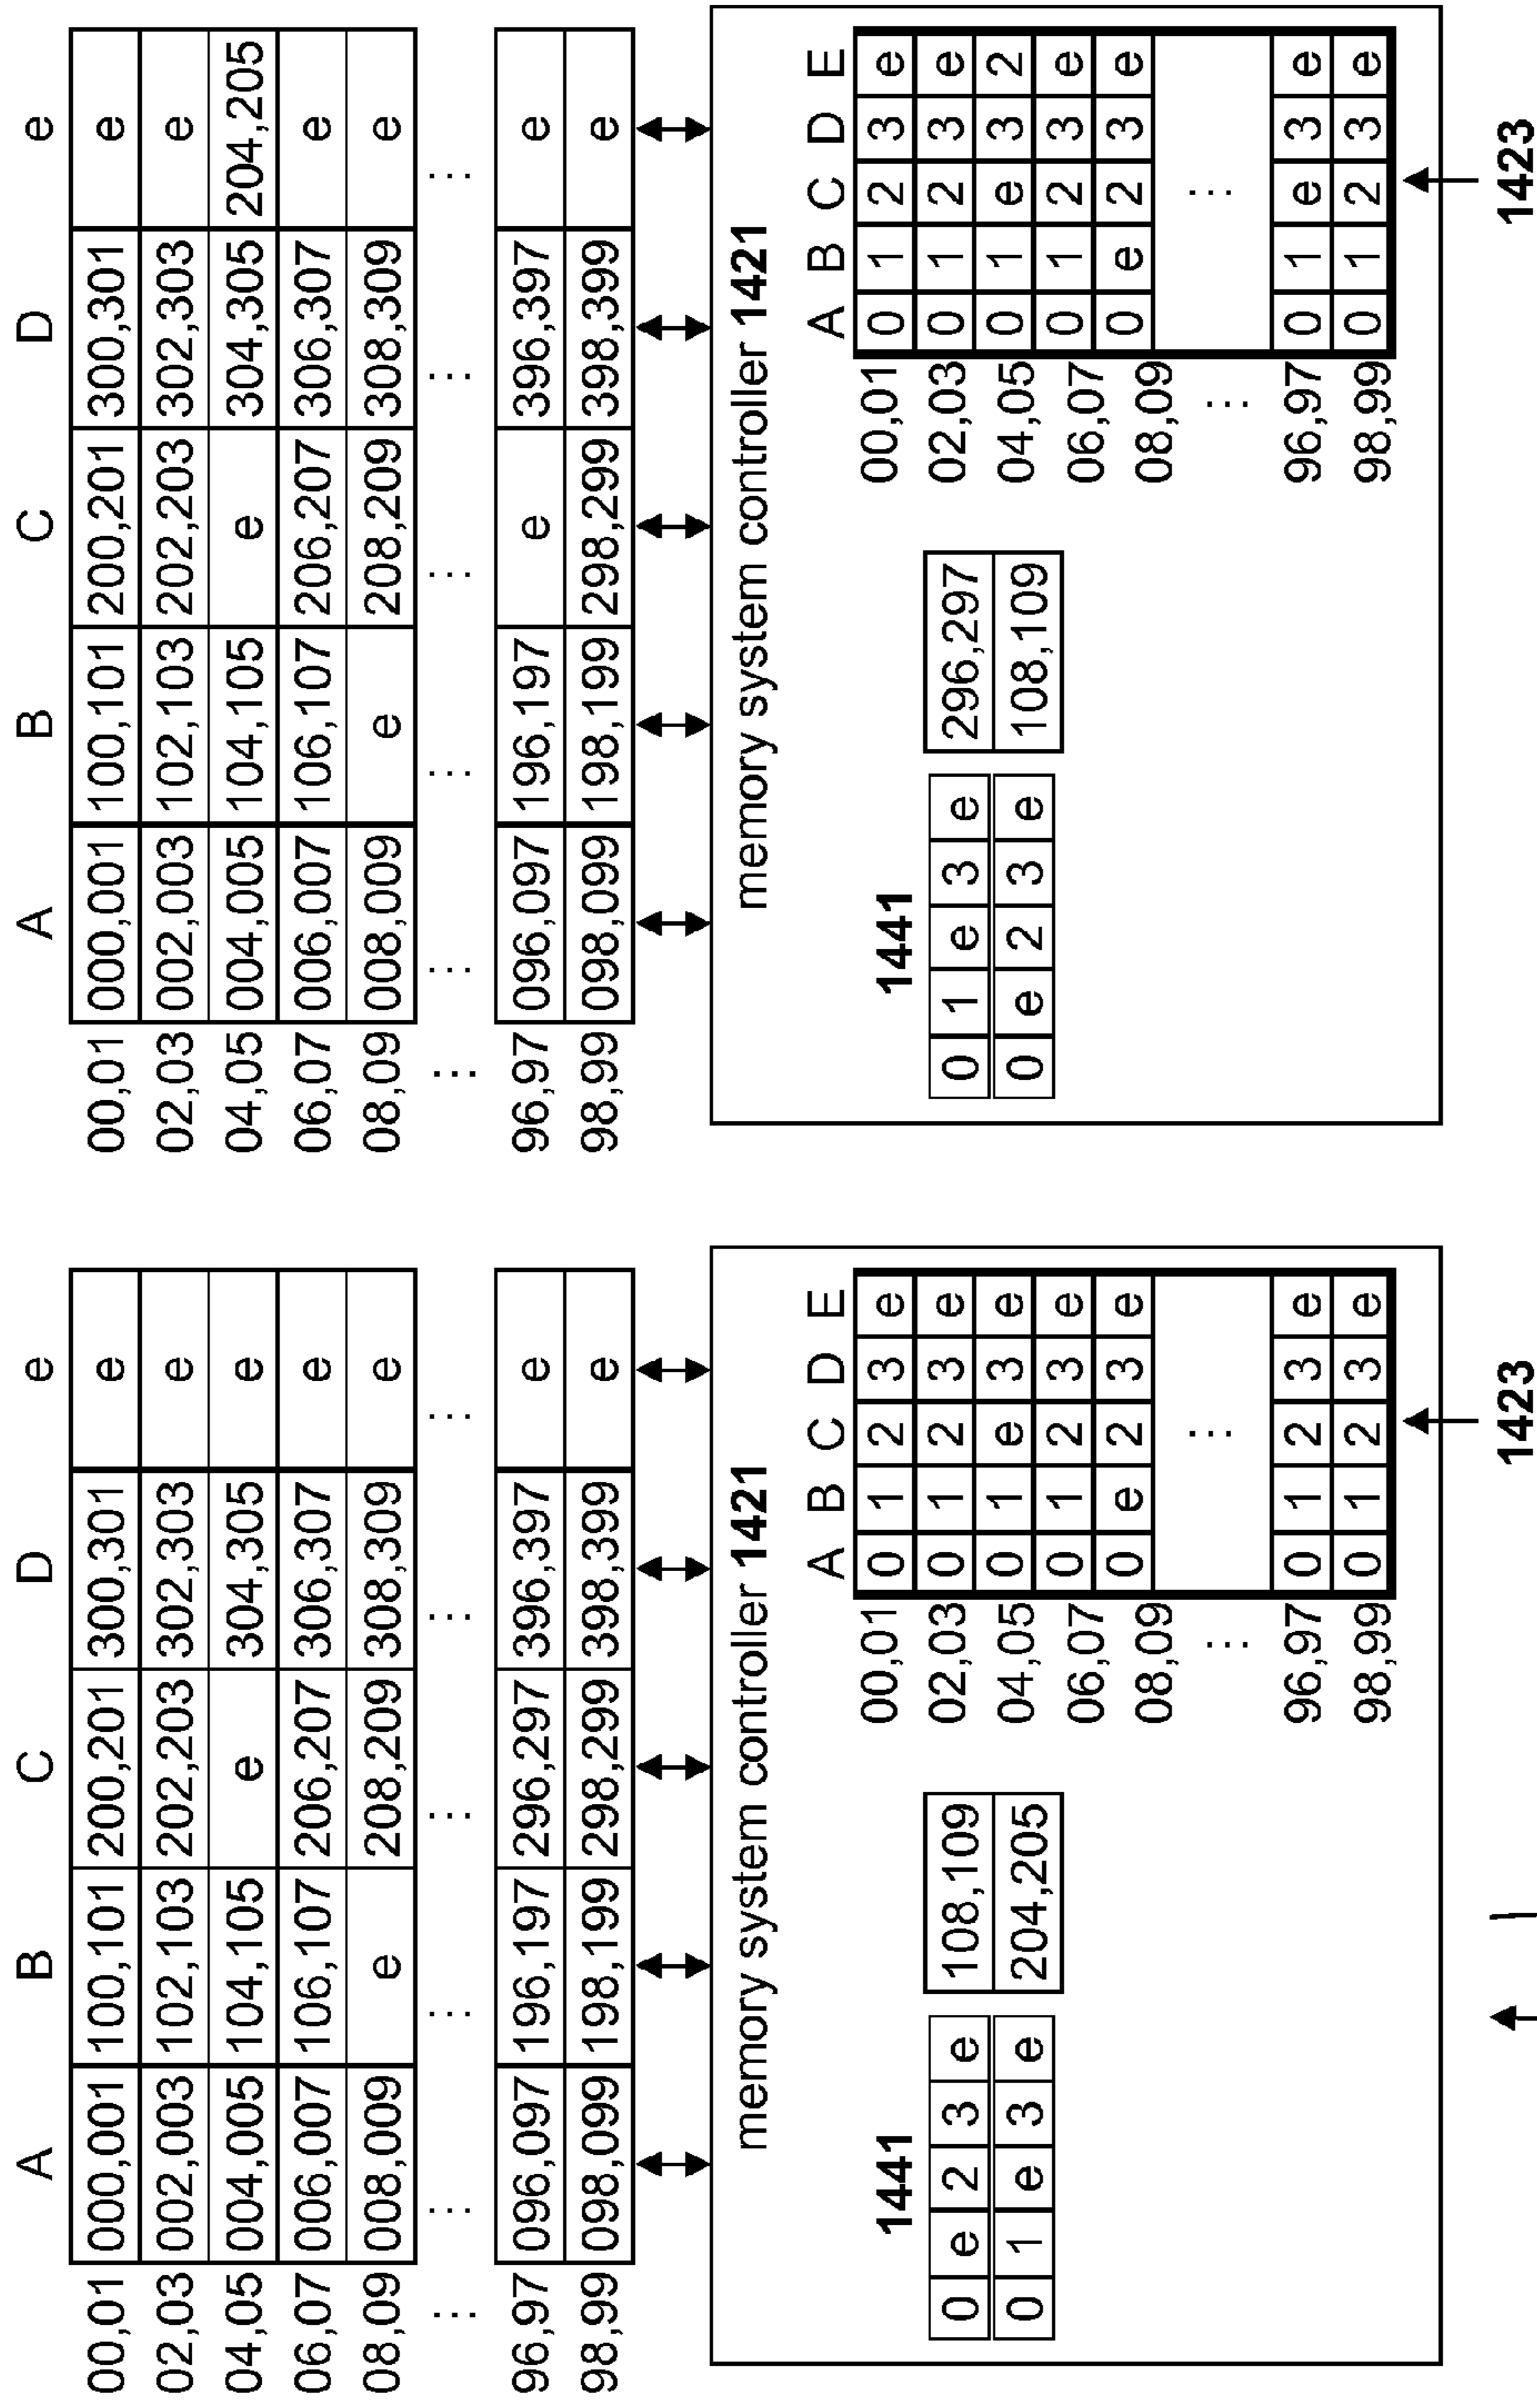 A B C D e
00,01 000,001 100,101 200,201 300,301 e
02,03 002,003 102,103 202,203 302,303 e
04,05 004,005 104,105 e 304,305 e
06,07 006,007 106,107 206,207 306,307 e
08,09 008,009 e 208,209 308,309 e
... ... ... ... ... ...
96,97 096,097 196,197 296,297 396,397 e
98,99 098,099 198,199 298,299 398,399 e
memory system controller 1421
1441
0 e 2 3 e 108,109
0 1 e 3 e 204,205
A B C D E
00,01 0 1 2 3 e
02,03 0 1 2 3 e
04,05 0 1 e 3 e
06,07 0 1 2 3 e
08,09 0 e 2 3 e
... ...
96,97 0 1 2 3 e
98,99 0 1 2 3 e
1423
A B C D e
00,01 000,001 100,101 200,201 300,301 e
02,03 002,003 102,103 202,203 302,303 e
04,05 004,005 104,105 e 304,305 204,205
06,07 006,007 106,107 206,207 306,307 e
08,09 008,009 e 208,209 308,309 e
... ... ... ... ... ...
96,97 096,097 196,197 e 396,397 e
98,99 098,099 198,199 298,299 398,399 e
memory system controller 1421
1441
0 1 e 3 e 296,297
0 e 2 3 e 108,109
A B C D E
00,01 0 1 2 3 e
02,03 0 1 2 3 e
04,05 0 1 e 3 2
06,07 0 1 2 3 e
08,09 0 e 2 3 e
... ...
96,97 0 1 e 3 e
98,99 0 1 2 3 e
1423